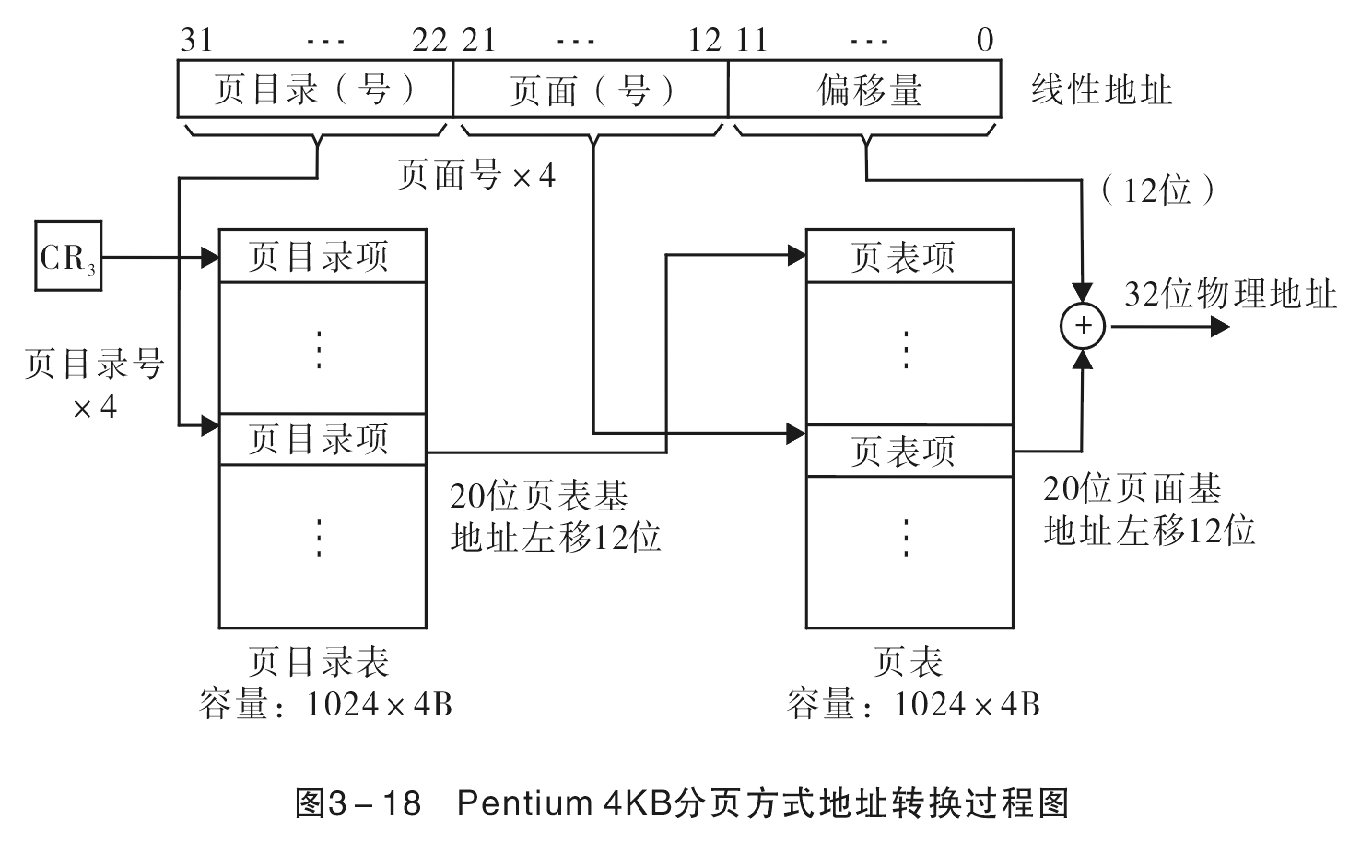 31 ··· 22 21 ··· 12 11 ··· 0
页目录（号） 页面（号） 偏移量 线性地址
页面号×4
（12位）
CR₃
页目录项
页表项
32位物理地址
+
⋮
⋮
页目录号
×4
页目录项
页表项
20位页表基
地址左移12位
20位页面基
地址左移12位
⋮
⋮
页日录表
容量：1024×4B
页表
容量：1024×4B
图3－18 Pentium 4KB分页方式地址转换过程图